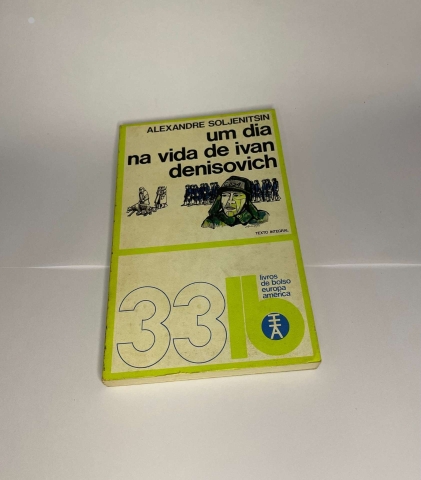 ALEXANDRE SOLJENITSIN
um dia
na vida de ivan
denisovich
TEXTO INTEGRAL
33
livros
de bolso
europa
américa